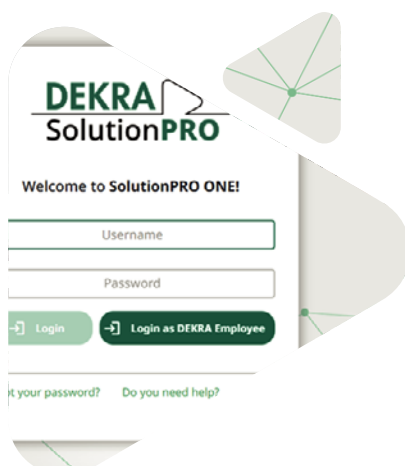 DEKRA
SolutionPRO
Welcome to SolutionPRO ONE!
Username
Password
Login Login as DEKRA Employee
your password? Do you need help?